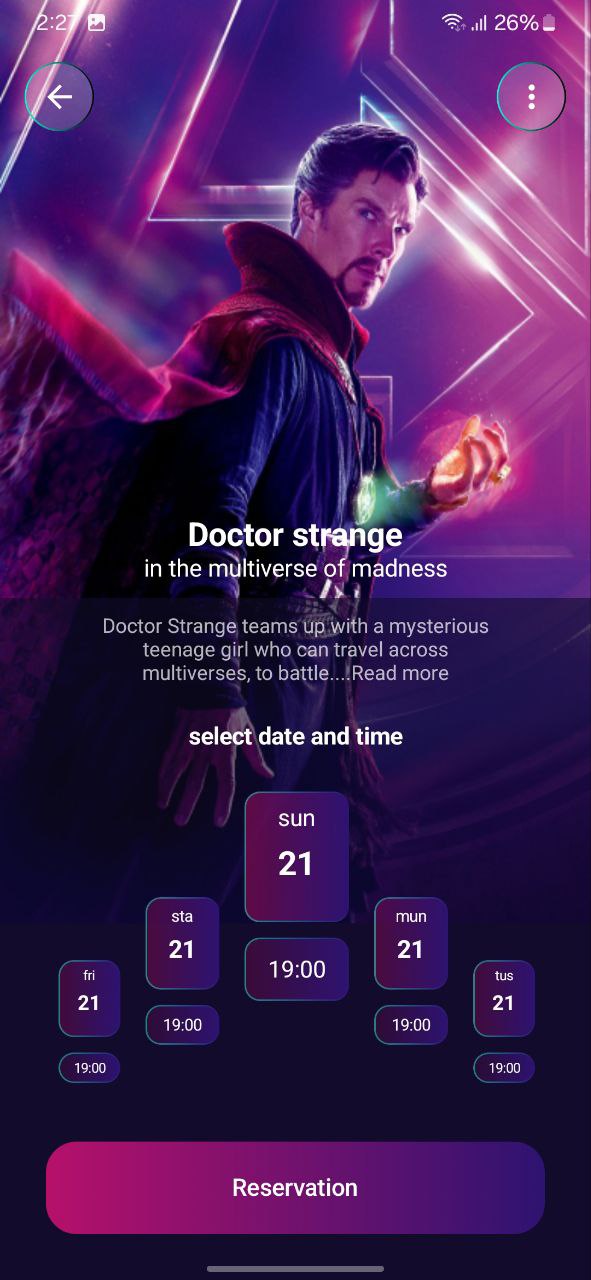 2:27
26%
Doctor strange
in the multiverse of madness
Doctor Strange teams up with a mysterious
teenage girl who can travel across
multiverses, to battle....Read more
select date and time
sun
21
19:00
sta
21
19:00
mun
21
19:00
fri
21
19:00
tus
21
19:00
Reservation